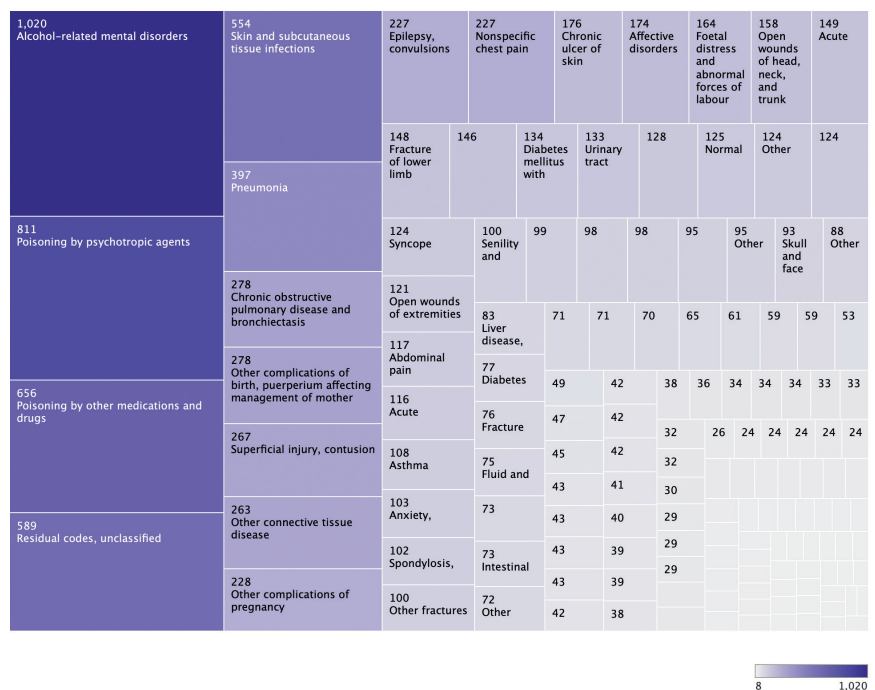 1,020
Alcohol-related mental disorders
811
Poisoning by psychotropic agents
656
Poisoning by other medications and
drugs
589
Residual codes, unclassified
554
Skin and subcutaneous
tissue infections
397
Pneumonia
278
Chronic obstructive
pulmonary disease and
bronchiectasis
278
Other complications of
birth, puerperium affecting
management of mother
267
Superficial injury, contusion
263
Other connective tissue
disease
228
Other complications of
pregnancy
227
Epilepsy,
convulsions
227
Nonspecific
chest pain
176
Chronic
ulcer of
skin
174
Affective
disorders
164
Foetal
distress
and
abnormal
forces of
labour
158
Open
wounds
of head,
neck,
and
trunk
149
Acute
148
Fracture
of lower
limb
146
134
Diabetes
mellitus
with
133
Urinary
tract
128
125
Normal
124
Other
124
124
Syncope
121
Open wounds
of extremities
117
Abdominal
pain
116
Acute
108
Asthma
103
Anxiety,
102
Spondylosis,
100
Other fractures
100
Senility
and
99
98
98
95
95
Other
93
Skull
and
face
88
Other
83
Liver
disease,
77
Diabetes
76
Fracture
75
Fluid and
73
73
Intestinal
72
Other
71
71
70
65
61
59
59
53
49
47
45
43
43
43
43
42
42
42
42
41
40
39
39
38
38
36
34
34
34
33
33
32
32
30
29
29
29
26
24
24
24
24
24
8
1,020